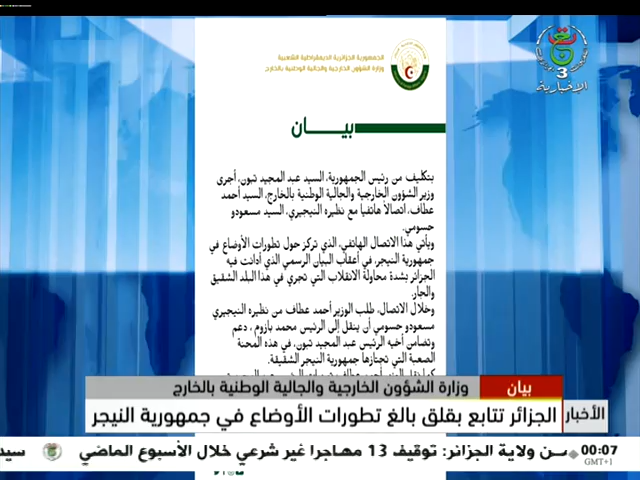 3
الإخبارية
الجمهورية الجزائرية الديمقراطية الشعبية
وزارة الشؤون الخارجية والجالية الوطنية بالخارج
بيـــان
بتكليف من رئيس الجمهورية، السيد عبد المجيد تبون، أجرى
وزير الشؤون الخارجية والجالية الوطنية بالخارج، السيد أحمد
عطاف، اتصالا هاتفيا مع نظيره النيجيري، السيد مسعودو
حسومي.
ويأتي هذا الاتصال الهاتفي، الذي تركز حول تطورات الأوضاع في
جمهورية النيجر، في أعقاب البيان الرسمي الذي أدانت فيه
الجزائر بشدة محاولة الانقلاب التي تجري في هذا البلد الشقيق
والجار.
وخلال الاتصال، طلب الوزير أحمد عطاف من نظيره النيجيري
مسعودو حسومي أن ينقل إلى الرئيس محمد بازوم ، دعم
وتضامن أخيه الرئيس عبد المجيد تبون، في هذه المحنة
الصعبة التي تجتازها جمهورية النيجر الشقيقة.
بيان
وزارة الشؤون الخارجية والجالية الوطنية بالخارج
الأخبار
الجزائر تتابع بقلق بالغ تطورات الأوضاع في جمهورية النيجر
00:07
GMT+1
ـن ولاية الجزائر: توقيف 13 مهاجرا غير شرعي خلال الأسبوع الماضي